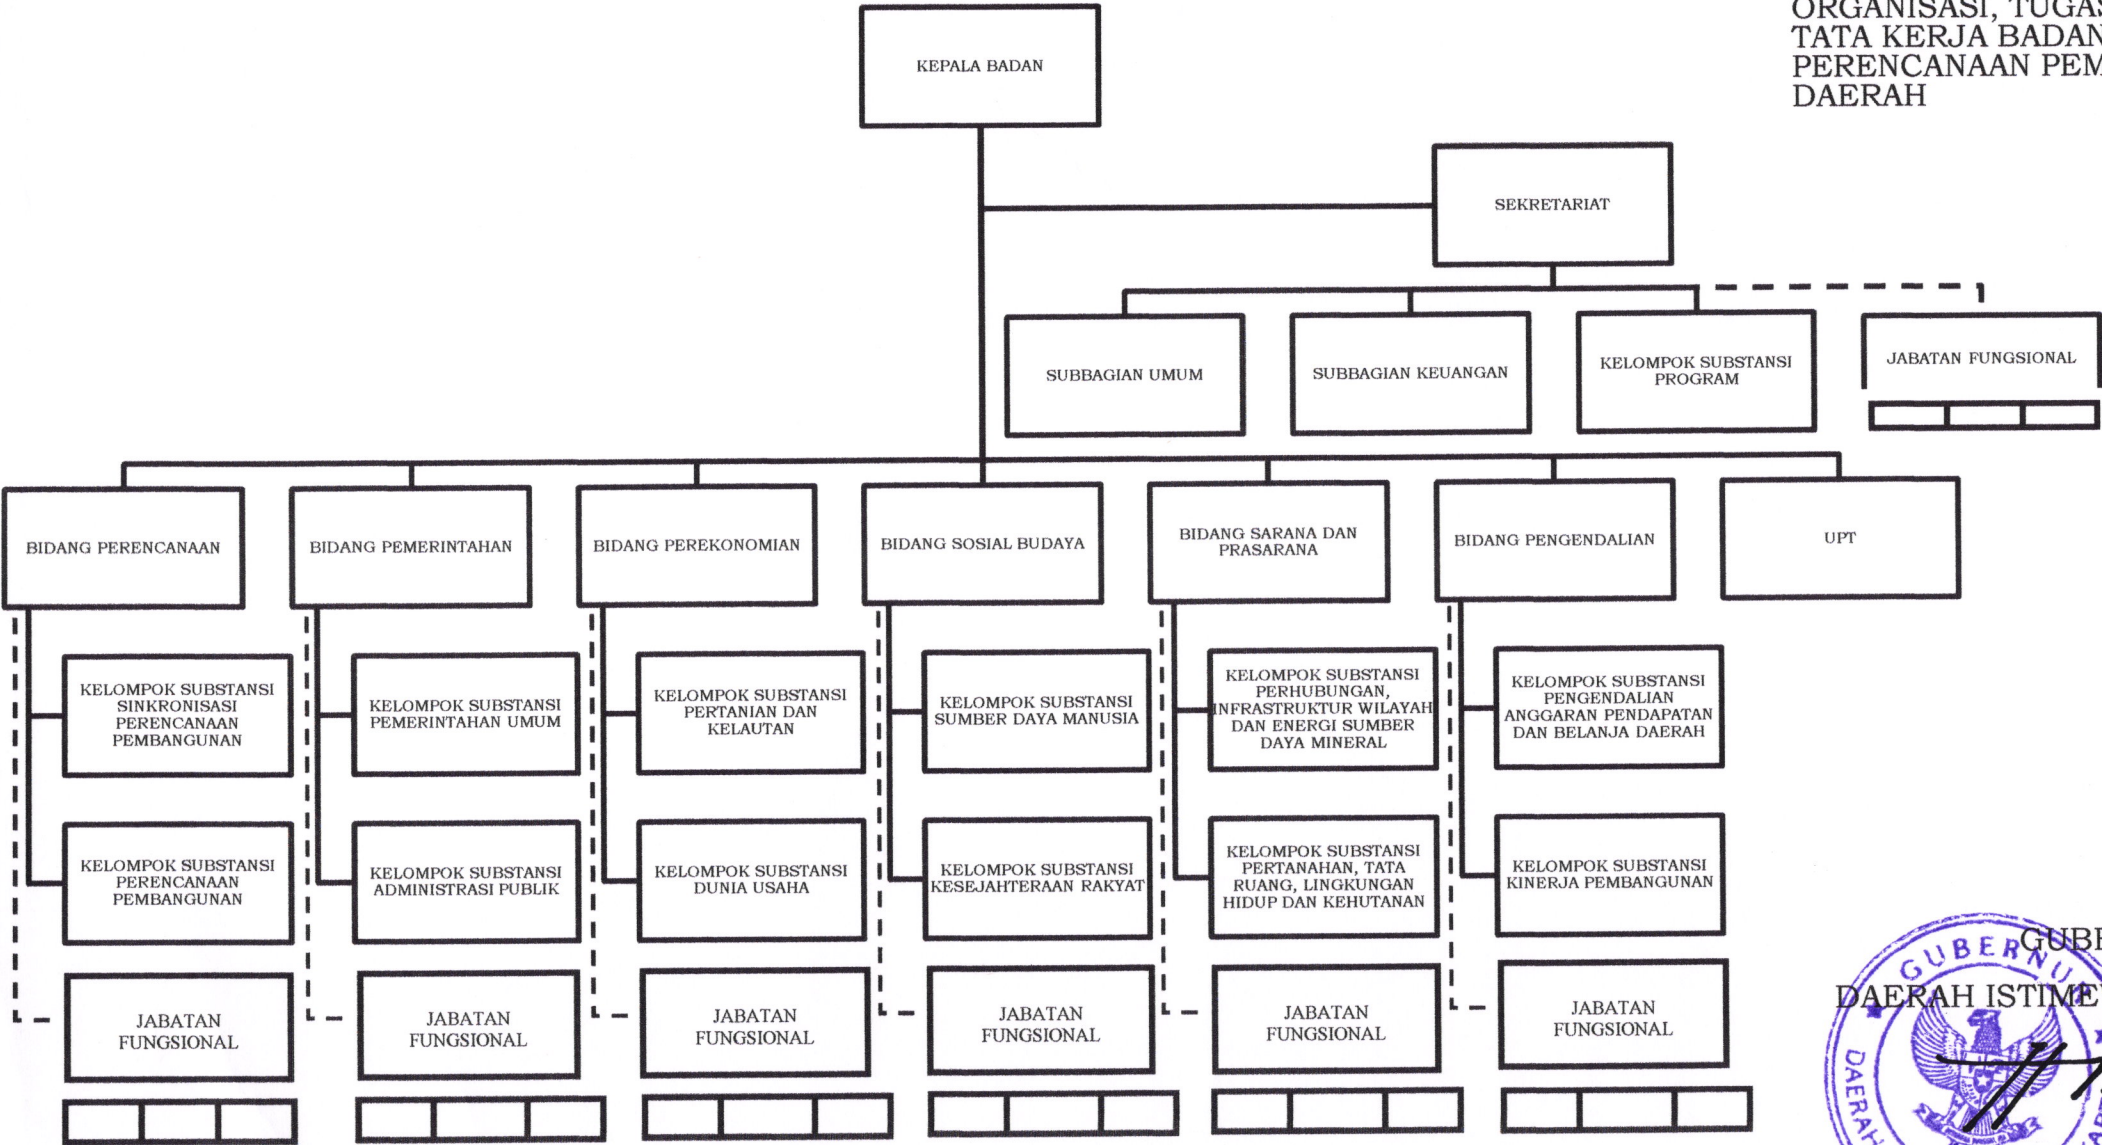 ORGANISASI, TUGAS
TATA KERJA BADAN
PERENCANAAN PEM
DAERAH
KEPALA BADAN
SEKRETARIAT
SUBBAGIAN UMUM
SUBBAGIAN KEUANGAN
KELOMPOK SUBSTANSI
PROGRAM
JABATAN FUNGSIONAL
BIDANG PERENCANAAN
BIDANG PEMERINTAHAN
BIDANG PEREKONOMIAN
BIDANG SOSIAL BUDAYA
BIDANG SARANA DAN
PRASARANA
BIDANG PENGENDALIAN
UPT
KELOMPOK SUBSTANSI
SINKRONISASI
PERENCANAAN
PEMBANGUNAN
KELOMPOK SUBSTANSI
PEMERINTAHAN UMUM
KELOMPOK SUBSTANSI
PERTANIAN DAN
KELAUTAN
KELOMPOK SUBSTANSI
SUMBER DAYA MANUSIA
KELOMPOK SUBSTANSI
PERHUBUNGAN,
INFRASTRUKTUR WILAYAH
DAN ENERGI SUMBER
DAYA MINERAL
KELOMPOK SUBSTANSI
PENGENDALIAN
ANGGARAN PENDAPATAN
DAN BELANJA DAERAH
KELOMPOK SUBSTANSI
PERENCANAAN
PEMBANGUNAN
KELOMPOK SUBSTANSI
ADMINISTRASI PUBLIK
KELOMPOK SUBSTANSI
DUNIA USAHA
KELOMPOK SUBSTANSI
KESEJAHTERAAN RAKYAT
KELOMPOK SUBSTANSI
PERTANAHAN, TATA
RUANG, LINGKUNGAN
HIDUP DAN KEHUTANAN
KELOMPOK SUBSTANSI
KINERJA PEMBANGUNAN
JABATAN
FUNGSIONAL
JABATAN
FUNGSIONAL
JABATAN
FUNGSIONAL
JABATAN
FUNGSIONAL
JABATAN
FUNGSIONAL
JABATAN
FUNGSIONAL
GUBE
DAERAH ISTIME
GUBERNUR
DAERAH